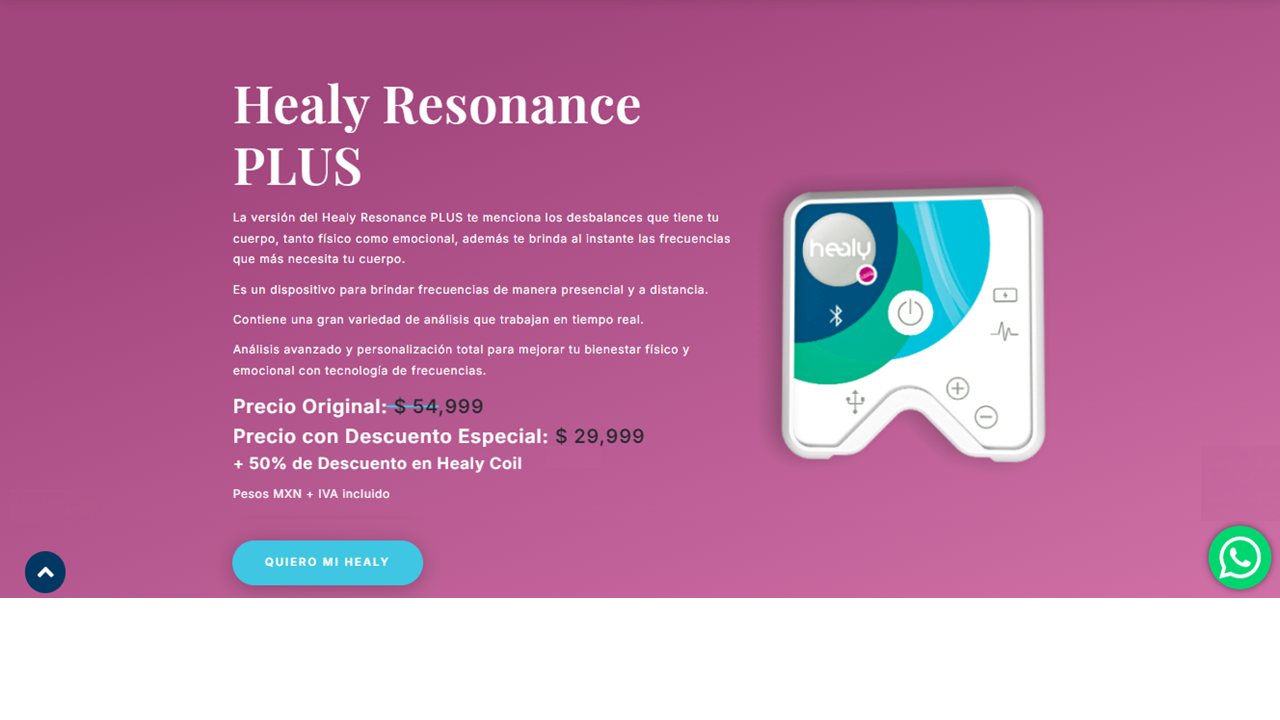 Healy Resonance
PLUS
La versión del Healy Resonance PLUS te menciona los desbalances que tiene tu
cuerpo, tanto físico como emocional, además te brinda al instante las frecuencias
que más necesita tu cuerpo.
Es un dispositivo para brindar frecuencias de manera presencial y a distancia.
Contiene una gran variedad de análisis que trabajan en tiempo real.
Análisis avanzado y personalización total para mejorar tu bienestar físico y
emocional con tecnología de frecuencias.
Precio Original: $ 54,999
Precio con Descuento Especial: $ 29,999
+ 50% de Descuento en Healy Coil
Pesos MXN + IVA incluido
QUIERO MI HEALY
healy